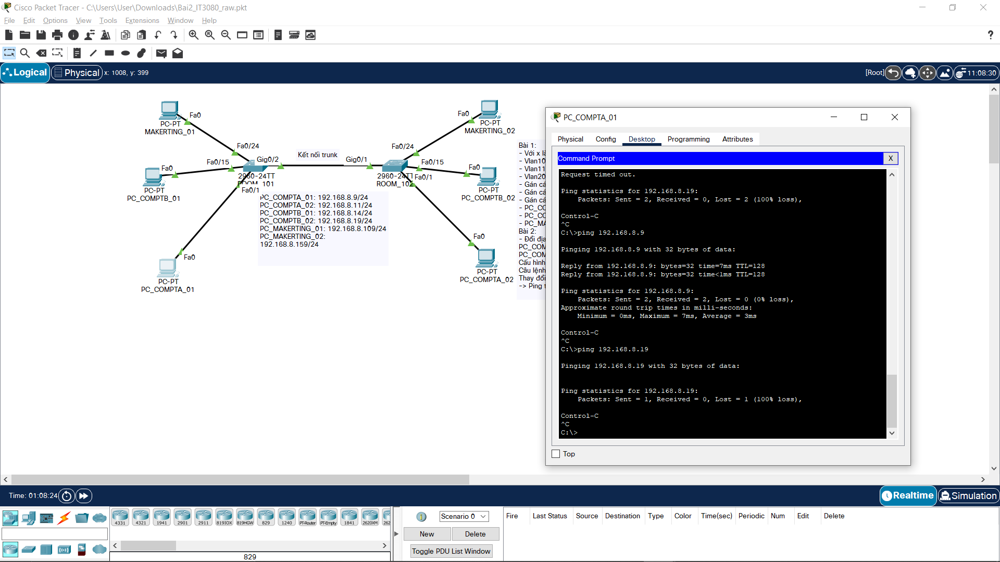 Cisco Packet Tracer - C:\Users\User\Downloads\Bai2_IT3080_raw.pkt
File Edit Options View Tools Extensions Window Help
?
Logical Physical x: 1008, y: 399
[Root] 11:08:30
PC-PT
MAKERTING_01
Fa0
Fa0/24
Fa0/15
Gig0/2
Fa0
PC-PT
PC_COMPTB_01
2960-24TT
ROOM_101
Fa0/1
Fa0
PC-PT
PC_COMPTA_01
Kết nối trunk
Gig0/1
Fa0/24
Fa0
PC-PT
MAKERTING_02
Fa0/15
Fa0
PC-PT
PC_COMPTB_02
2960-24TT
ROOM_102
Fa0/1
Fa0
PC-PT
PC_COMPTA_02
PC_COMPTA_01: 192.168.8.9/24
PC_COMPTA_02: 192.168.8.11/24
PC_COMPTB_01: 192.168.8.14/24
PC_COMPTB_02: 192.168.8.19/24
PC_MAKERTING_01: 192.168.8.109/24
PC_MAKERTING_02:
192.168.8.159/24
Bài 1:
- Với x là
- Vlan10
- Vlan11
- Vlan20
- Gán cá
- Gán cá
- Gán cá
- PC_CO
- PC_CO
- PC_MA
Bài 2:
- Đổi địa
PC_COM
PC_COM
Cấu hình
Câu lệnh
Thay đổi
-> Ping t
PC_COMPTA_01
Physical Config Desktop Programming Attributes
Command Prompt X
Request timed out.
Ping statistics for 192.168.8.19:
Packets: Sent = 2, Received = 0, Lost = 2 (100% loss),
Control-C
^C
C:\>ping 192.168.8.9
Pinging 192.168.8.9 with 32 bytes of data:
Reply from 192.168.8.9: bytes=32 time=7ms TTL=128
Reply from 192.168.8.9: bytes=32 time<1ms TTL=128
Ping statistics for 192.168.8.9:
Packets: Sent = 2, Received = 2, Lost = 0 (0% loss),
Approximate round trip times in milli-seconds:
Minimum = 0ms, Maximum = 7ms, Average = 3ms
Control-C
^C
C:\>ping 192.168.8.19
Pinging 192.168.8.19 with 32 bytes of data:
Ping statistics for 192.168.8.19:
Packets: Sent = 1, Received = 0, Lost = 1 (100% loss),
Control-C
^C
C:\>
Top
Time: 01:08:24
Realtime Simulation
4331 4321 1941 2901 2911 819IOX 819HGW 829 1240 PT-Router PT-Empty 1841 2620XM 262
829
Scenario 0
New Delete
Toggle PDU List Window
Fire Last Status Source Destination Type Color Time(sec) Periodic Num Edit Delete